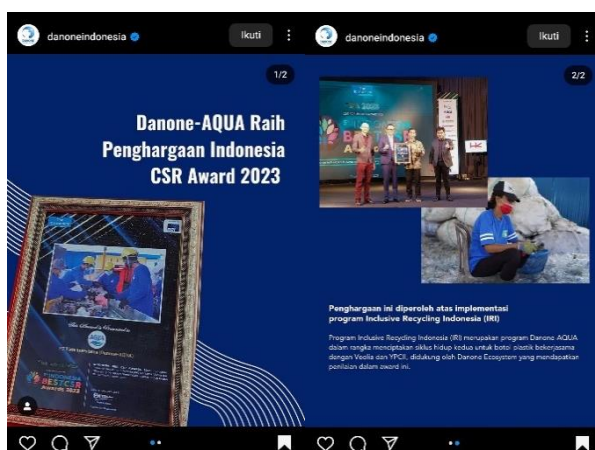 danoneindonesia
Ikuti
1/2
Danone-AQUA Raih
Penghargaan Indonesia
CSR Award 2023
BESTCSR
Awards 2023
danoneindonesia
Ikuti
2/2
Penghargaan ini diperoleh atas implementasi
program Inclusive Recycling Indonesia (IRI)
Program Inclusive Recycling Indonesia (IRI) merupakan program Danone-AQUA
dalam rangka menciptakan siklus hidup kedua untuk botol plastik bekerjasama
dengan Veolia dan YPCII, didukung oleh Danone Ecosystem yang mendapatkan
penilaian dalam award ini.